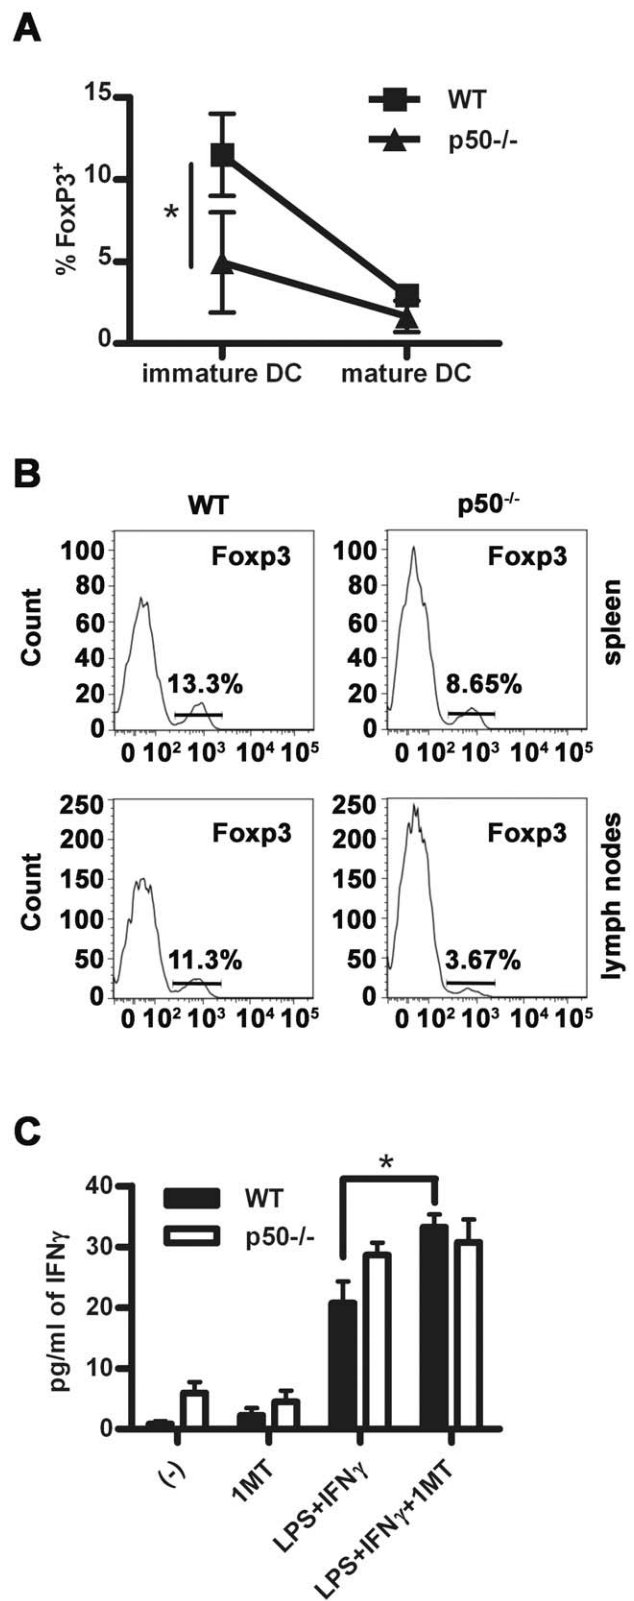 A
% FoxP3⁺
15
10
5
0
*
WT
p50-/-
immature DC
mature DC
B
WT
p50⁻/⁻
Count
100
80
60
40
20
0
Foxp3
13.3%
0 10² 10³ 10⁴ 10⁵
100
80
60
40
20
0
Foxp3
8.65%
0 10² 10³ 10⁴ 10⁵
spleen
Count
250
200
150
100
50
0
Foxp3
11.3%
0 10² 10³ 10⁴ 10⁵
250
200
150
100
50
0
Foxp3
3.67%
0 10² 10³ 10⁴ 10⁵
lymph nodes
C
pg/ml of IFNγ
40
30
20
10
0
WT
p50-/-
*
(-)
1MT
LPS+IFNγ
LPS+IFNγ+1MT